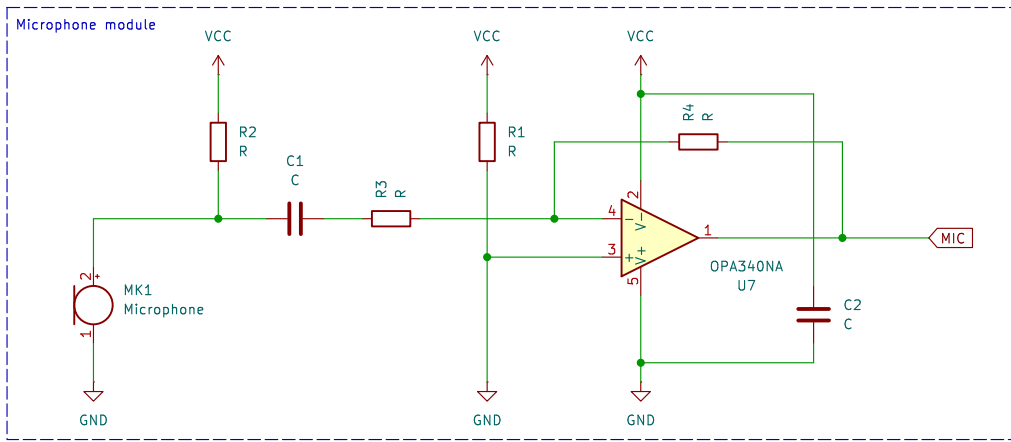 Microphone module
VCC
VCC
VCC
R2
R
C1
C
R3
R
R1
R
R4
R
2
4
-
V-
1
MIC
3
+
V+
5
OPA340NA
U7
2
+
MK1
Microphone
1
C2
C
GND
GND
GND